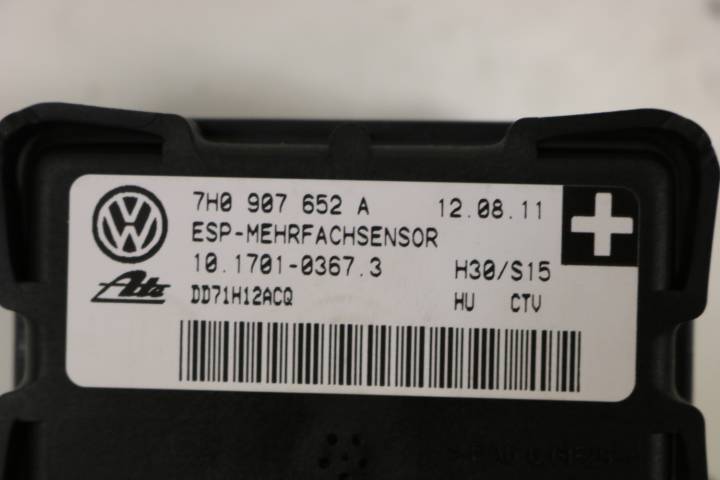 7H0 907 652 A 12.08.11
ESP-MEHRFACHSENSOR
10.1701-0367.3 H30/S15
Ate DD71H12ACQ HU CTV